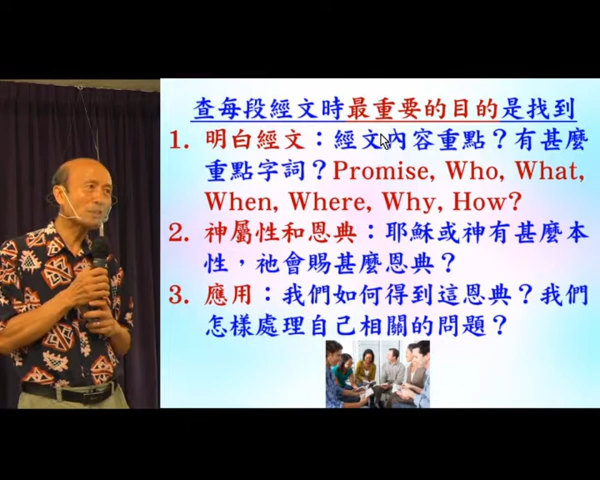 查每段經文時最重要的目的是找到
1. 明白經文：經文內容重點？有甚麼
重點字詞？Promise, Who, What,
When, Where, Why, How?
2. 神屬性和恩典：耶穌或神有甚麼本
性，祂會賜甚麼恩典？
3. 應用：我們如何得到這恩典？我們
怎樣處理自己相關的問題？